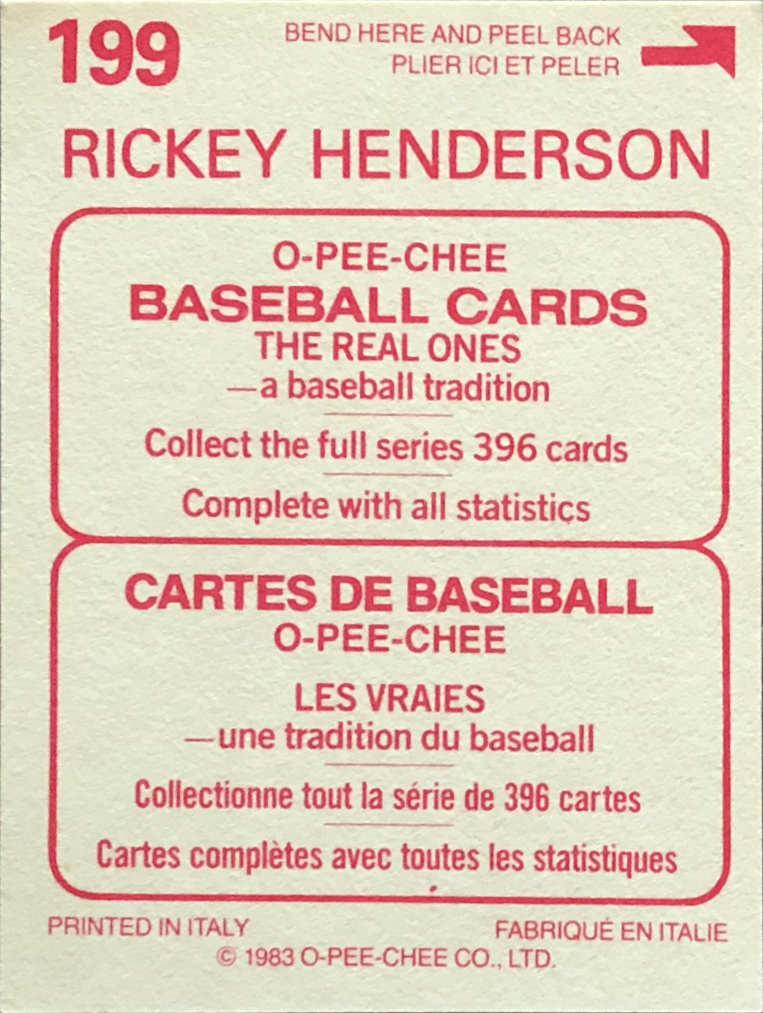 199
BEND HERE AND PEEL BACK
PLIER ICI ET PELER
RICKEY HENDERSON
O-PEE-CHEE
BASEBALL CARDS
THE REAL ONES
—a baseball tradition
Collect the full series 396 cards
Complete with all statistics
CARTES DE BASEBALL
O-PEE-CHEE
LES VRAIES
—une tradition du baseball
Collectionne tout la série de 396 cartes
Cartes complètes avec toutes les statistiques
PRINTED IN ITALY
FABRIQUÉ EN ITALIE
© 1983 O-PEE-CHEE CO., LTD.